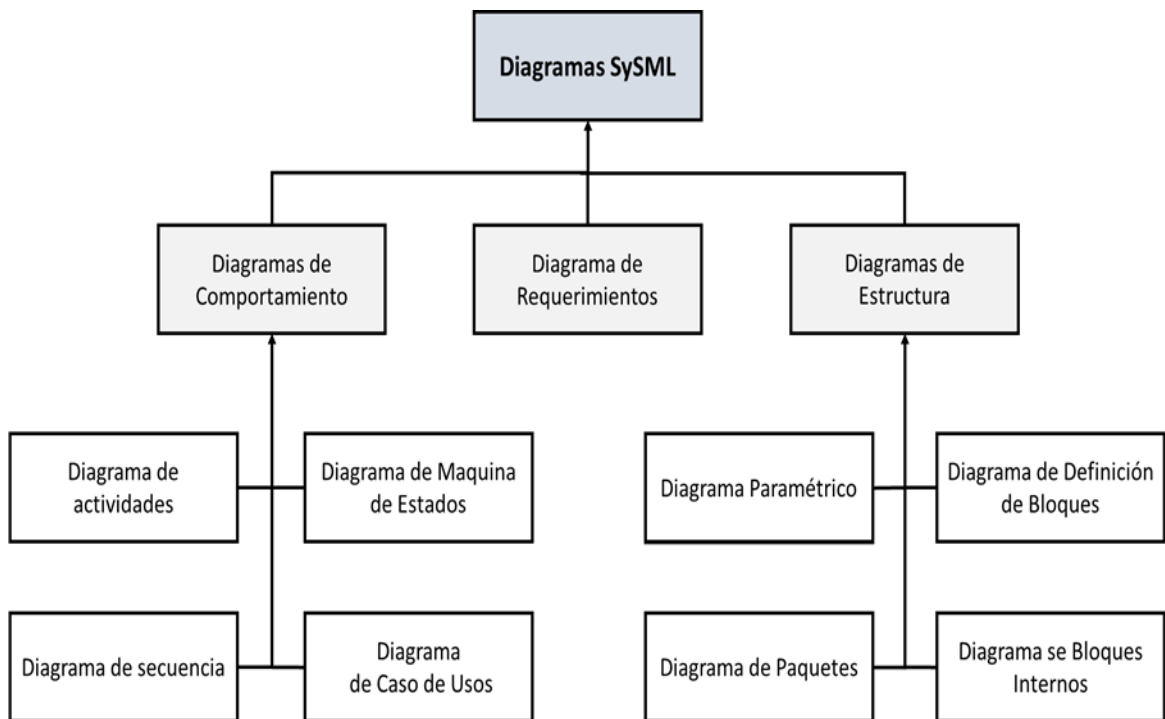 Diagramas SySML
Diagramas de
Comportamiento
Diagrama de
Requerimientos
Diagramas de
Estructura
Diagrama de
actividades
Diagrama de Maquina
de Estados
Diagrama Paramétrico
Diagrama de Definición
de Bloques
Diagrama de secuencia
Diagrama
de Caso de Usos
Diagrama de Paquetes
Diagrama se Bloques
Internos